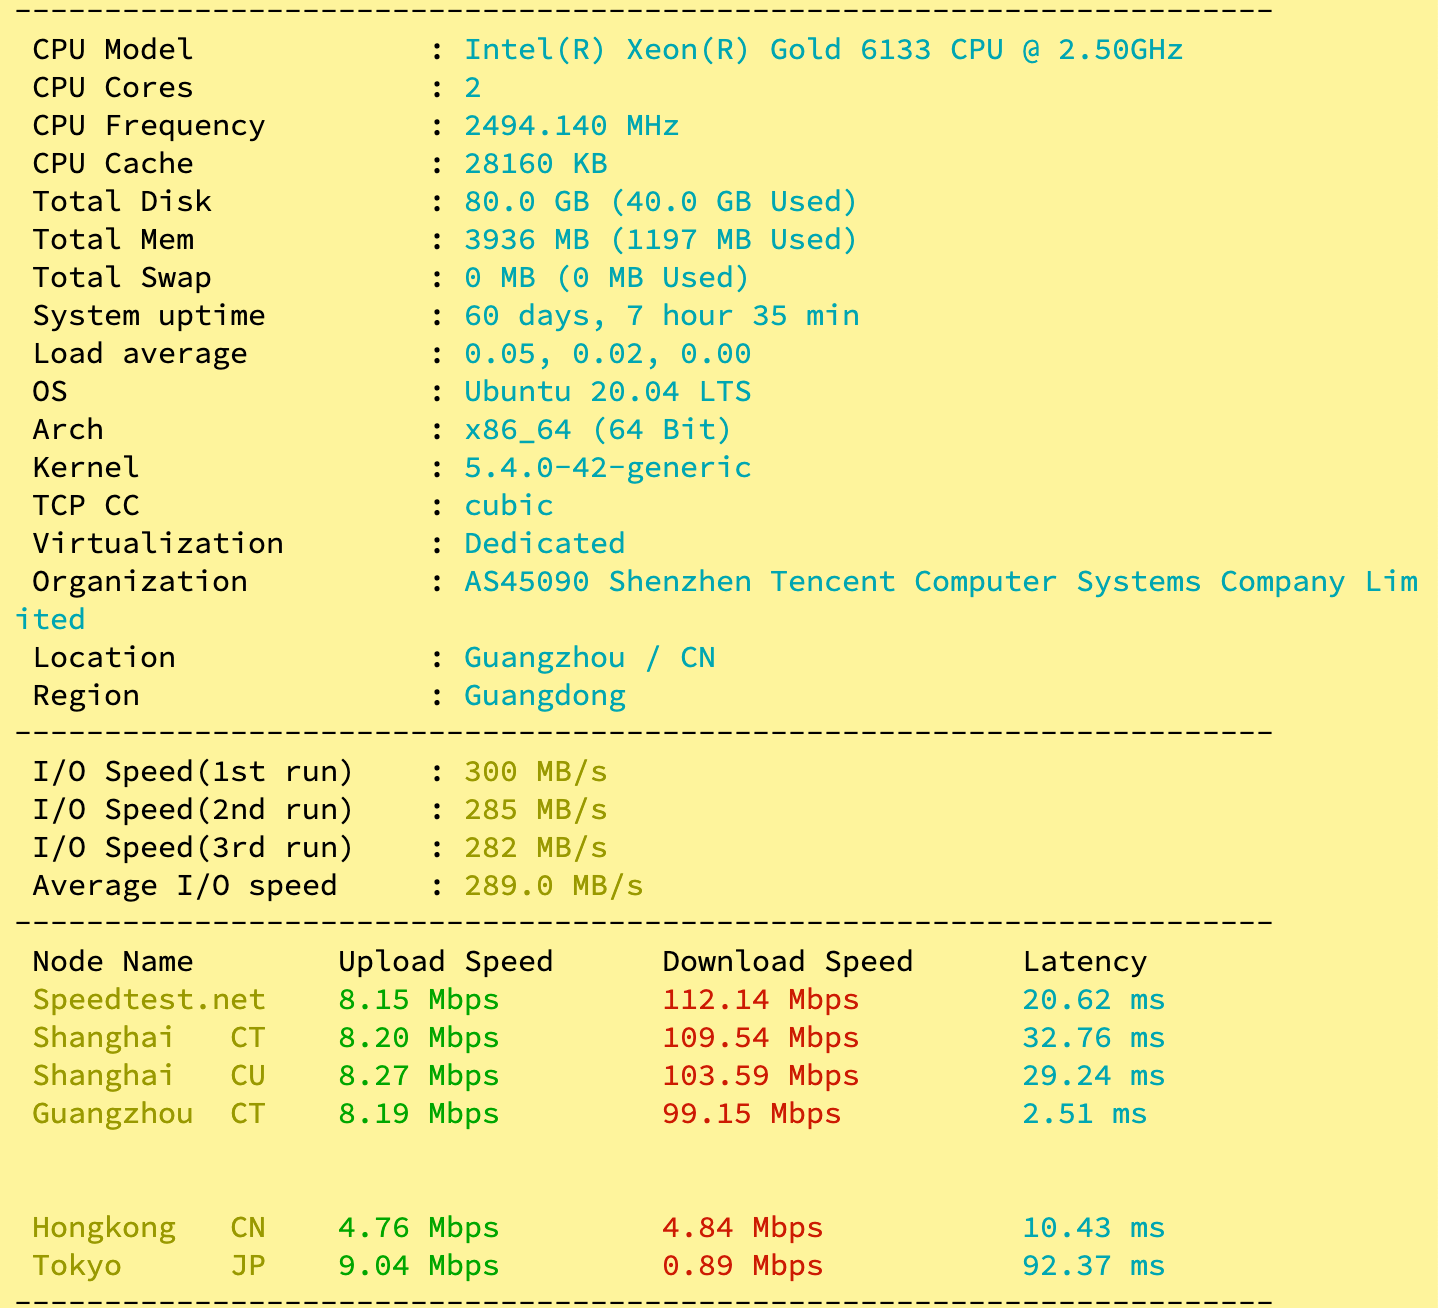 ----------------------------------------------------------------------
CPU Model : Intel(R) Xeon(R) Gold 6133 CPU @ 2.50GHz
CPU Cores : 2
CPU Frequency : 2494.140 MHz
CPU Cache : 28160 KB
Total Disk : 80.0 GB (40.0 GB Used)
Total Mem : 3936 MB (1197 MB Used)
Total Swap : 0 MB (0 MB Used)
System uptime : 60 days, 7 hour 35 min
Load average : 0.05, 0.02, 0.00
OS : Ubuntu 20.04 LTS
Arch : x86_64 (64 Bit)
Kernel : 5.4.0-42-generic
TCP CC : cubic
Virtualization : Dedicated
Organization : AS45090 Shenzhen Tencent Computer Systems Company Lim
ited
Location : Guangzhou / CN
Region : Guangdong
----------------------------------------------------------------------
I/O Speed(1st run) : 300 MB/s
I/O Speed(2nd run) : 285 MB/s
I/O Speed(3rd run) : 282 MB/s
Average I/O speed : 289.0 MB/s
----------------------------------------------------------------------
Node Name Upload Speed Download Speed Latency
Speedtest.net 8.15 Mbps 112.14 Mbps 20.62 ms
Shanghai CT 8.20 Mbps 109.54 Mbps 32.76 ms
Shanghai CU 8.27 Mbps 103.59 Mbps 29.24 ms
Guangzhou CT 8.19 Mbps 99.15 Mbps 2.51 ms
Hongkong CN 4.76 Mbps 4.84 Mbps 10.43 ms
Tokyo JP 9.04 Mbps 0.89 Mbps 92.37 ms
----------------------------------------------------------------------